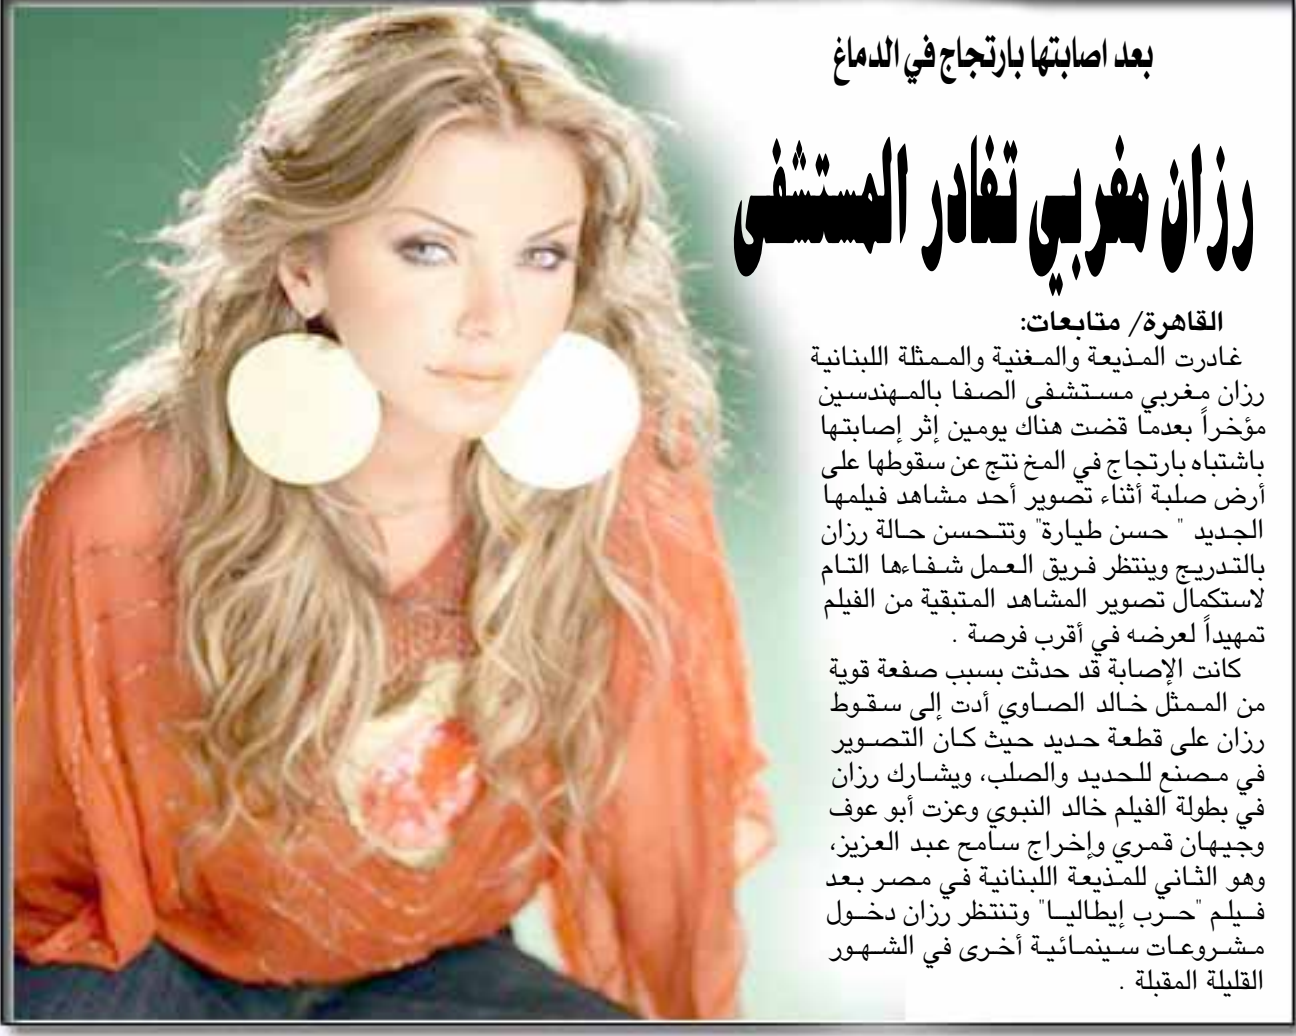 بعد اصابتها بارتجاج في الدماغ
رزان مغربي تغادر المستشفى
القاهرة/ متابعات:
غادرت المذيعة والمغنية والممثلة اللبنانية
رزان مغربي مستشفى الصفا بالمهندسين
مؤخراً بعدما قضت هناك يومين إثر إصابتها
باشتباه بارتجاج في المخ نتج عن سقوطها على
أرض صلبة أثناء تصوير أحد مشاهد فيلمها
الجديد " حسن طيارة" وتتحسن حالة رزان
بالتدريج وينتظر فريق العمل شفاءها التام
لاستكمال تصوير المشاهد المتبقية من الفيلم
تمهيداً لعرضه في أقرب فرصة .
كانت الإصابة قد حدثت بسبب صفعة قوية
من الممثل خالد الصاوي أدت إلى سقوط
رزان على قطعة حديد حيث كان التصوير
في مصنع للحديد والصلب، ويشارك رزان
في بطولة الفيلم خالد النبوي وعزت أبو عوف
وجيهان قمري وإخراج سامح عبد العزيز،
وهو الثاني للمذيعة اللبنانية في مصر بعد
فيلم "حرب إيطاليا" وتنتظر رزان دخول
مشروعات سينمائية أخرى في الشهور
القليلة المقبلة .